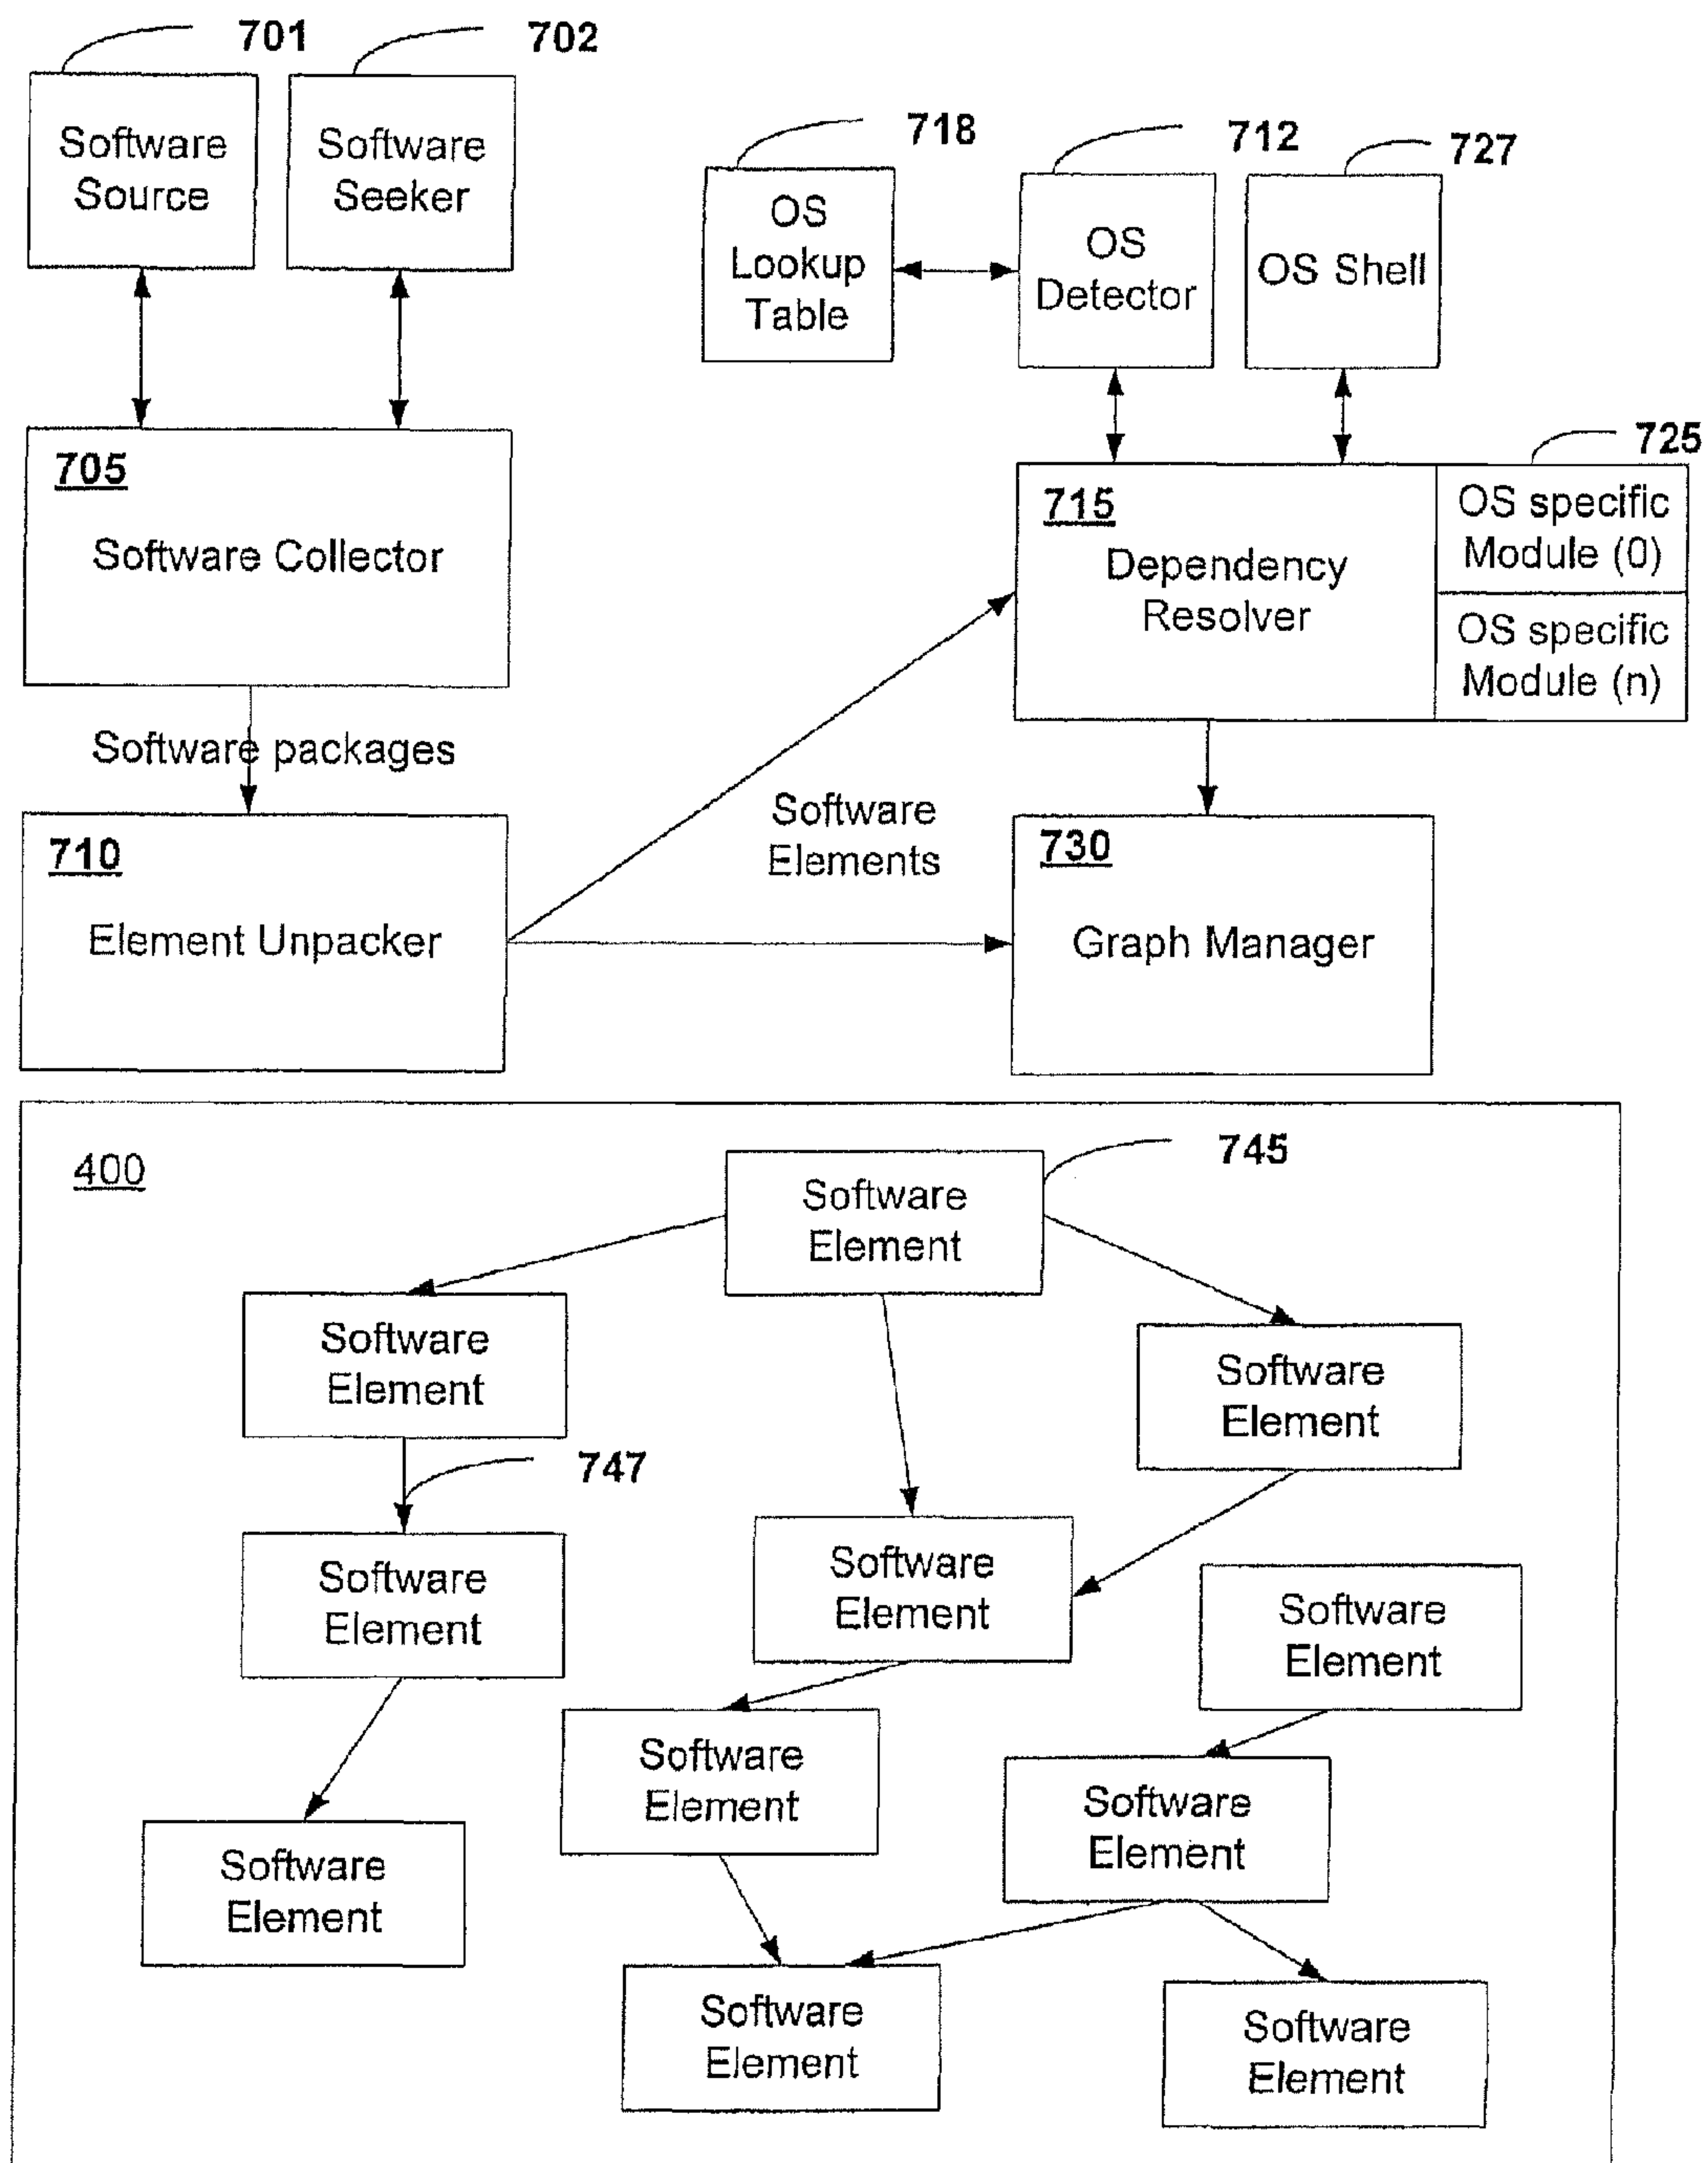 701
702
Software
Source
Software
Seeker
718
712
727
OS
Lookup
Table
OS
Detector
OS Shell
705
Software Collector
715
Dependency
Resolver
725
OS specific
Module (0)
OS specific
Module (n)
Software packages
Software
Elements
710
Element Unpacker
730
Graph Manager
400
745
Software
Element
Software
Element
Software
Element
747
Software
Element
Software
Element
Software
Element
Software
Element
Software
Element
Software
Element
Software
Element
Software
Element